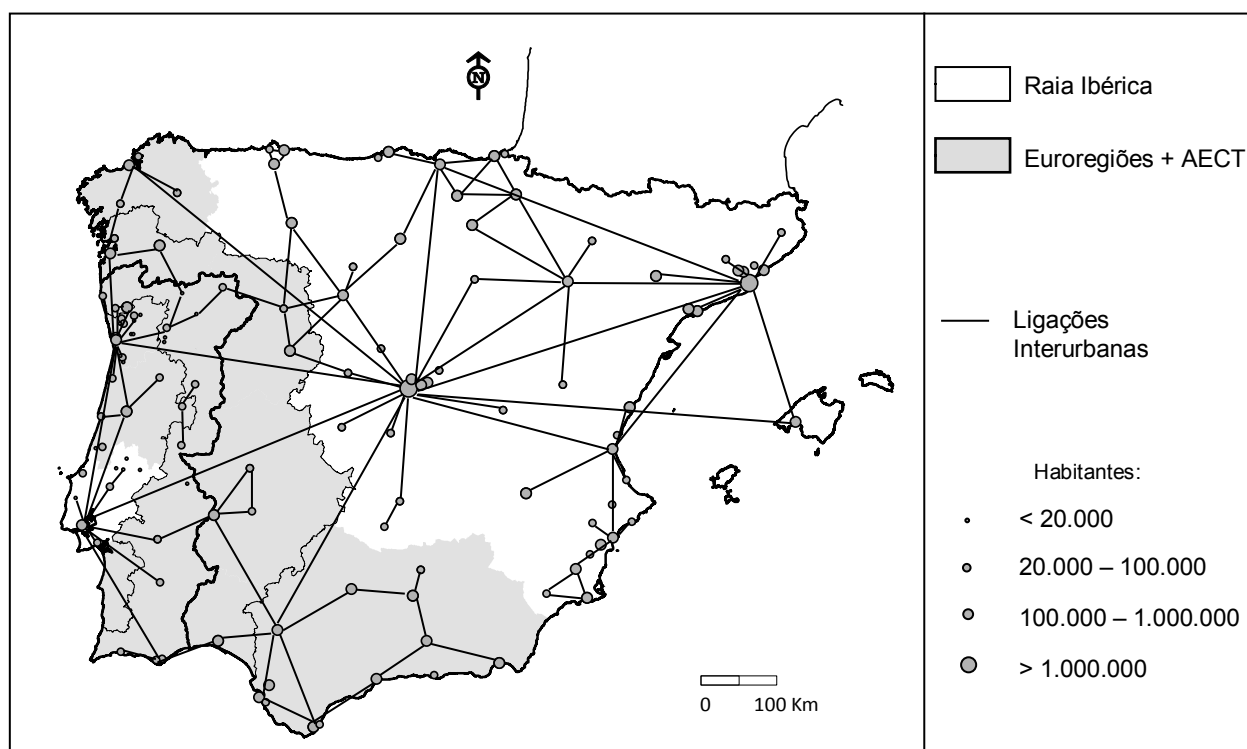 N
Raia Ibérica
Euroregiões + AECT
Ligações
Interurbanas
Habitantes:
< 20.000
20.000 – 100.000
100.000 – 1.000.000
> 1.000.000
0 100 Km